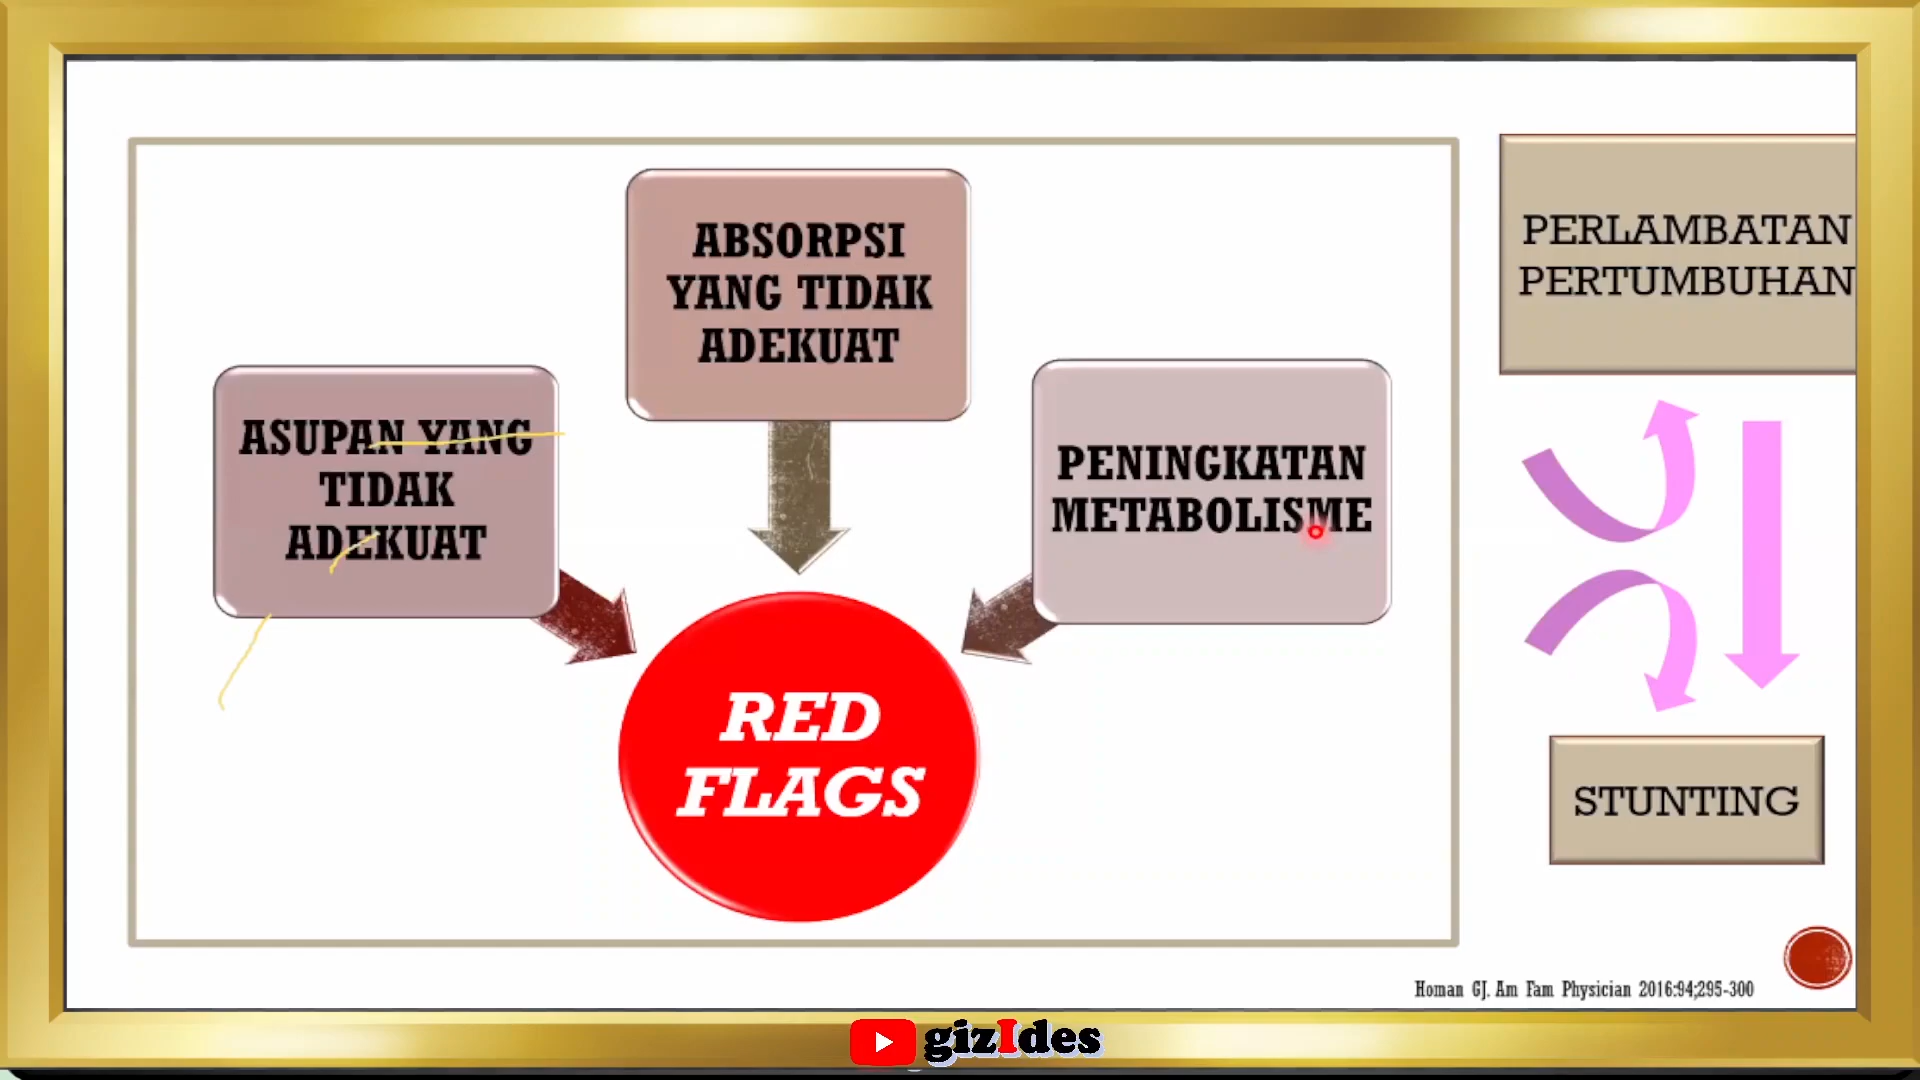 ABSORPSI
YANG TIDAK
ADEKUAT
ASUPAN YANG
TIDAK
ADEKUAT
PENINGKATAN
METABOLISME
RED
FLAGS
PERLAMBATAN
PERTUMBUHAN
STUNTING
Homan GJ. Am Fam Physician 2016:94;295-300
gizIdes